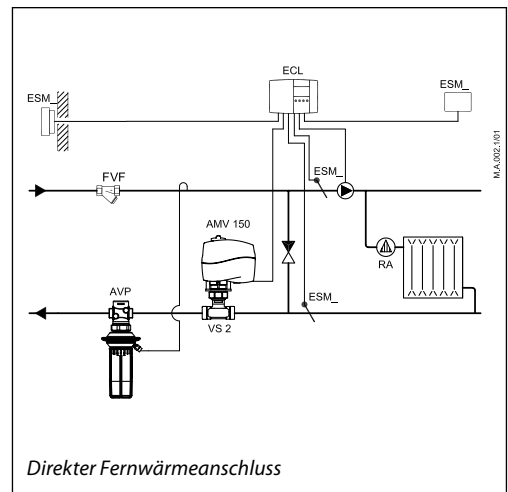 ECL
ESM_
ESM_
M.A.002.1/01
ESM_
FVF
AMV 150
RA
AVP
ESM_
VS 2
Direkter Fernwärmeanschluss